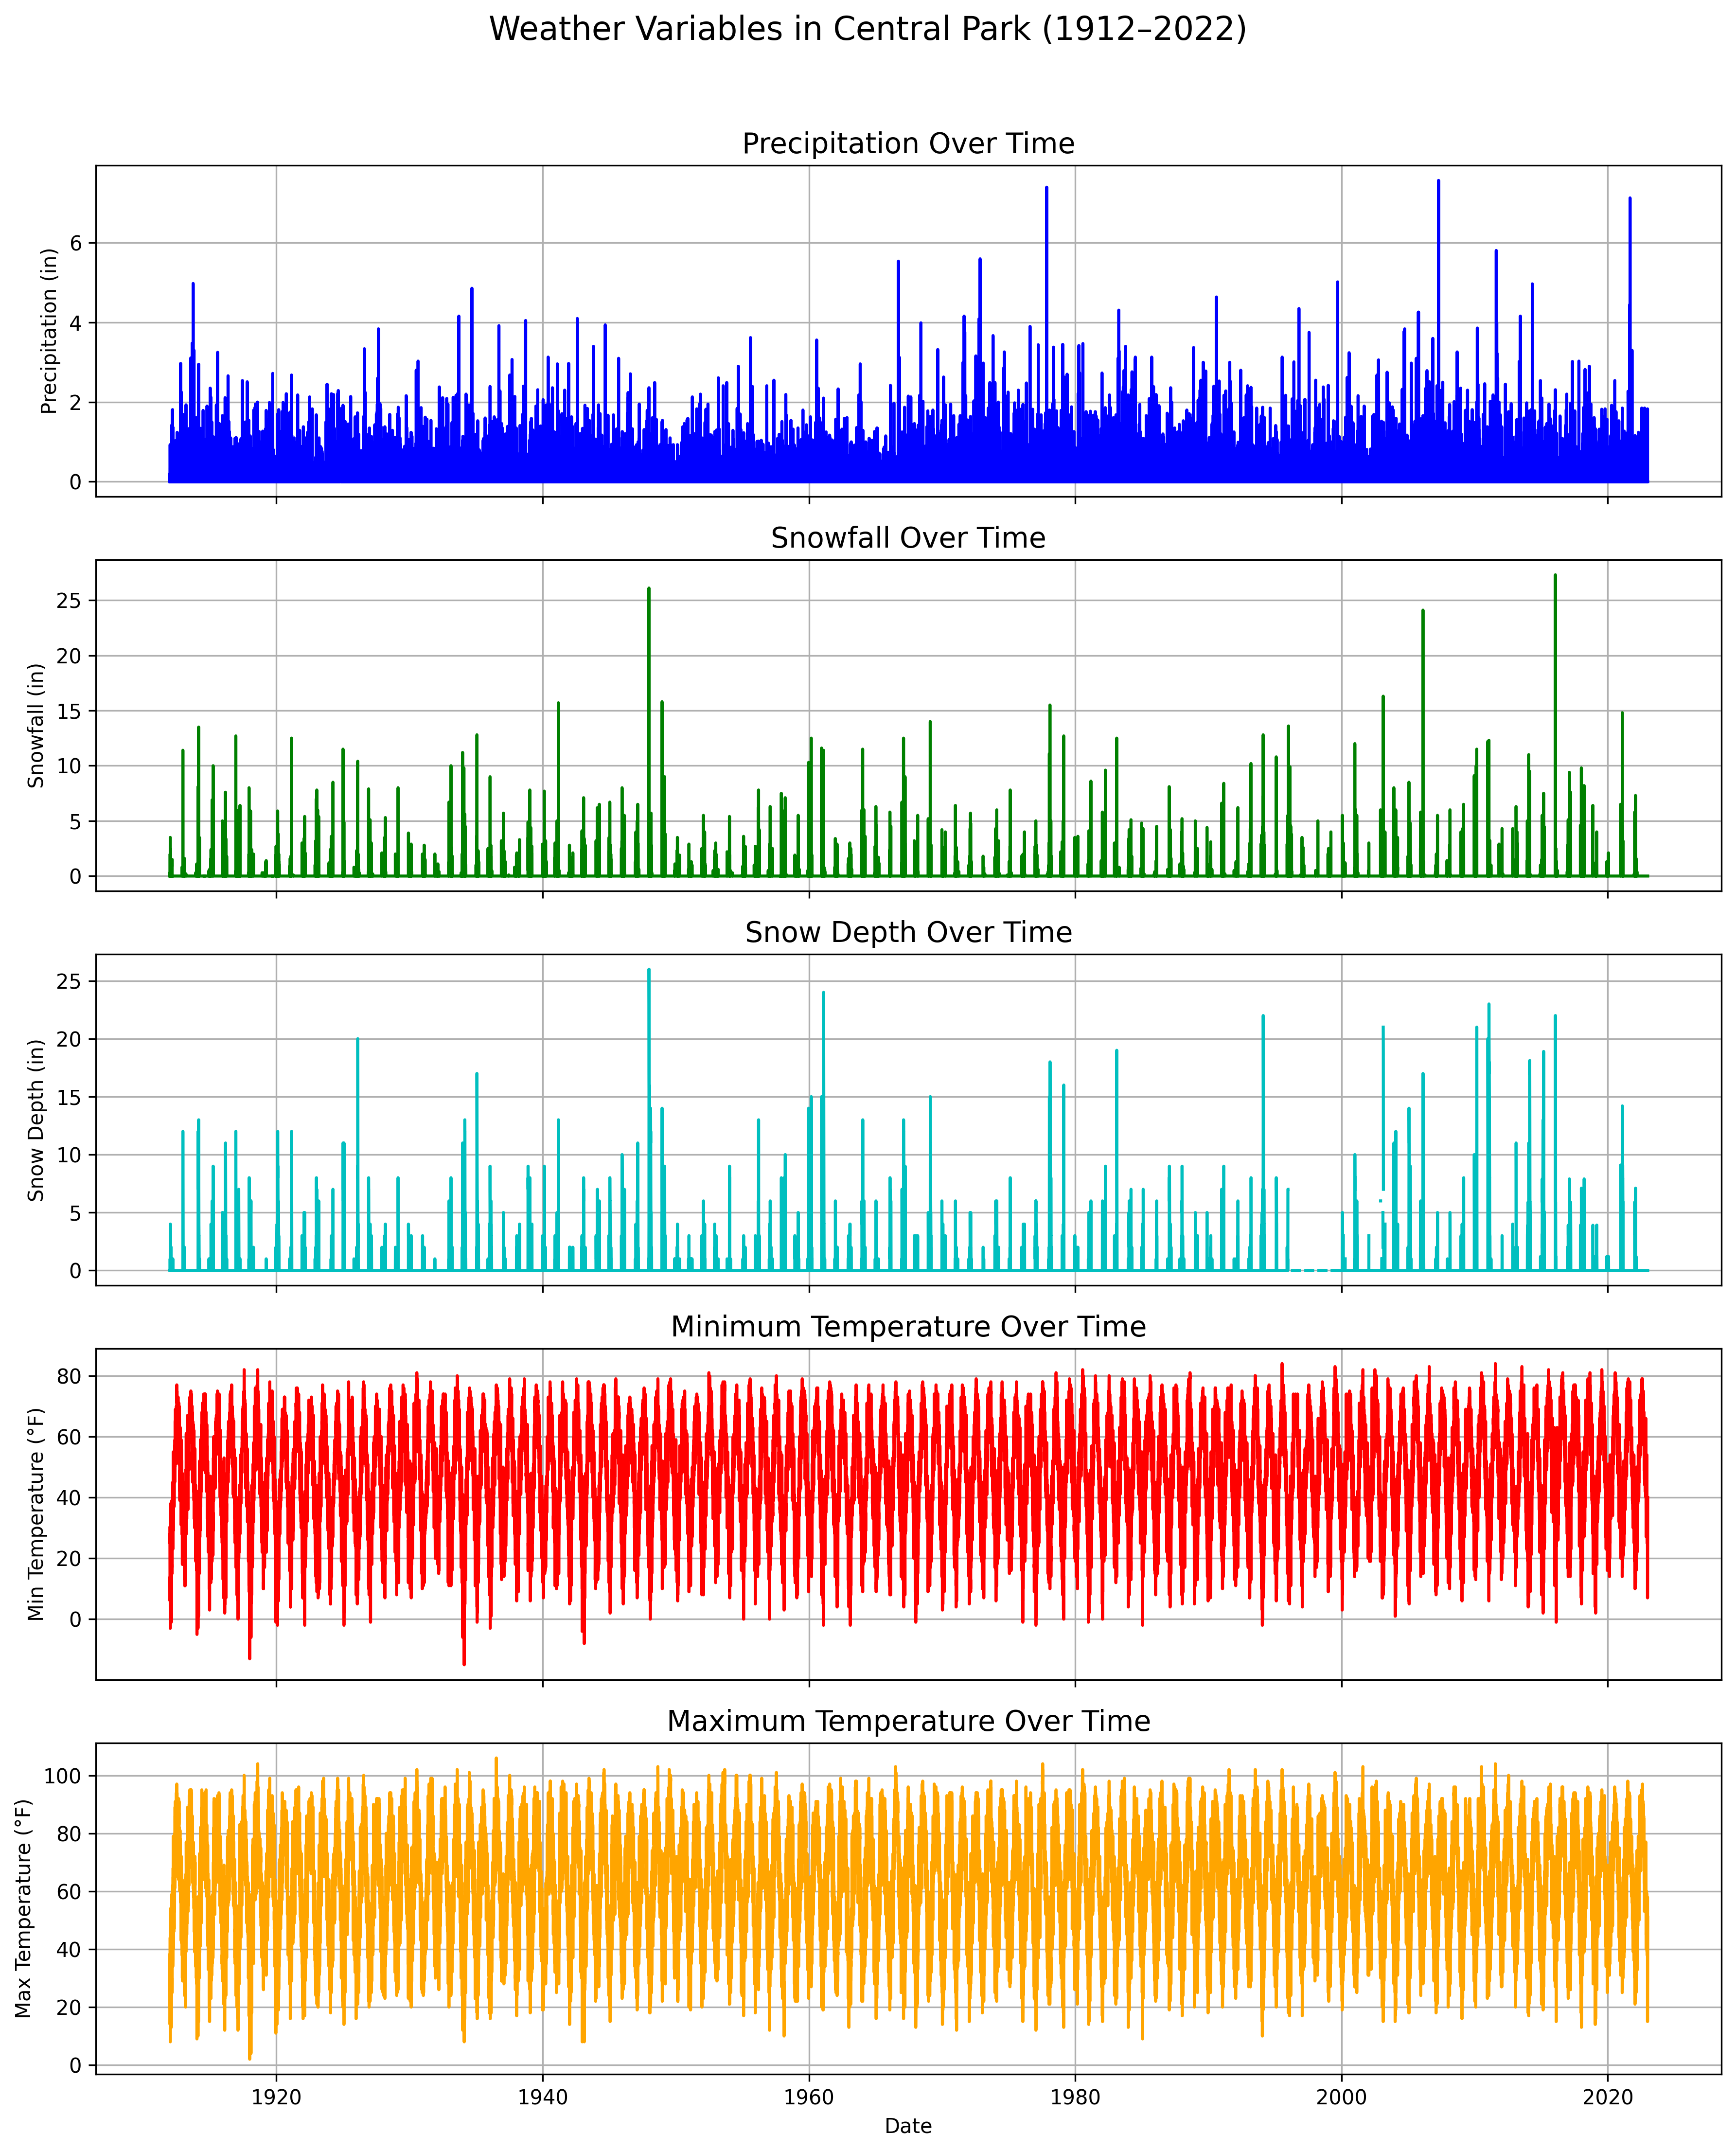 Weather Variables in Central Park (1912–2022)
Precipitation Over Time
Precipitation (in)
6
4
2
0
Snowfall Over Time
Snowfall (in)
25
20
15
10
5
0
Snow Depth Over Time
Snow Depth (in)
25
20
15
10
5
0
Minimum Temperature Over Time
Min Temperature (°F)
80
60
40
20
0
Maximum Temperature Over Time
Max Temperature (°F)
100
80
60
40
20
0
1920 1940 1960 1980 2000 2020
Date